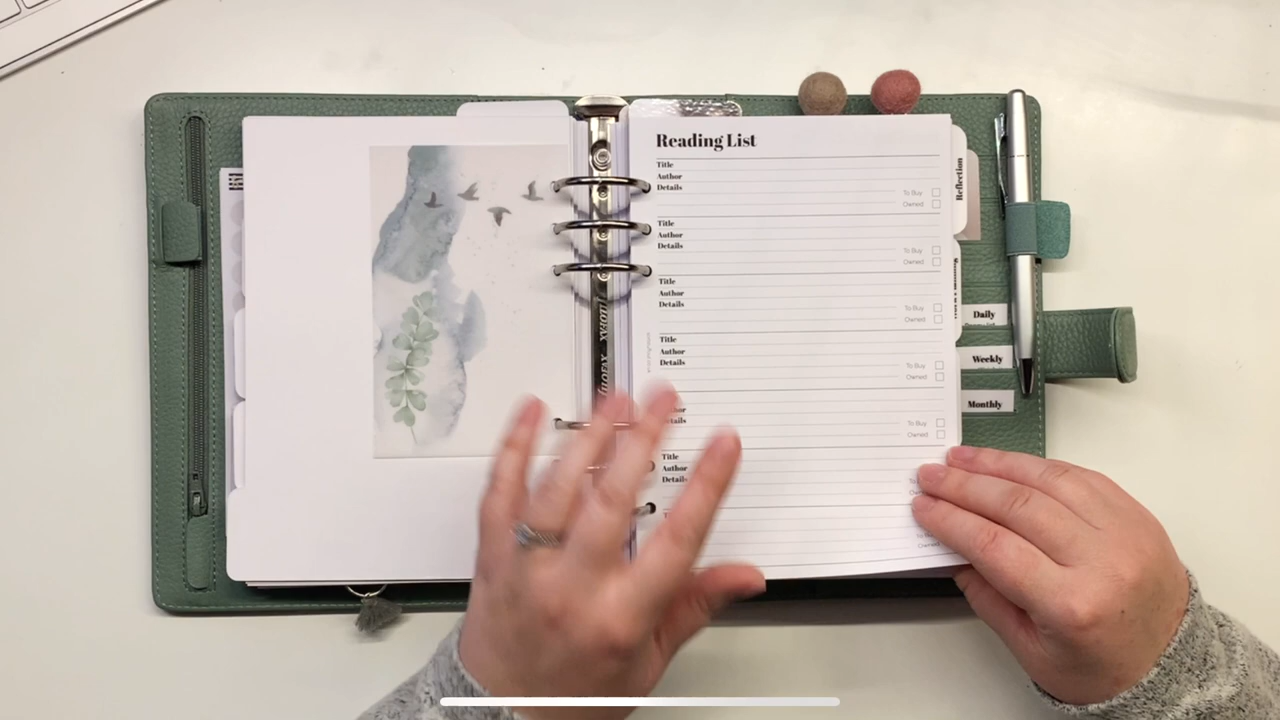 Reading List
Title
Author
Details
To Buy
Owned
Title
Author
Details
To Buy
Owned
Title
Author
Details
To Buy
Owned
Title
Author
Details
To Buy
Owned
Details
To Buy
Owned
Title
Author
Details
Reflection
Daily
Weekly
Monthly
FILOFAX